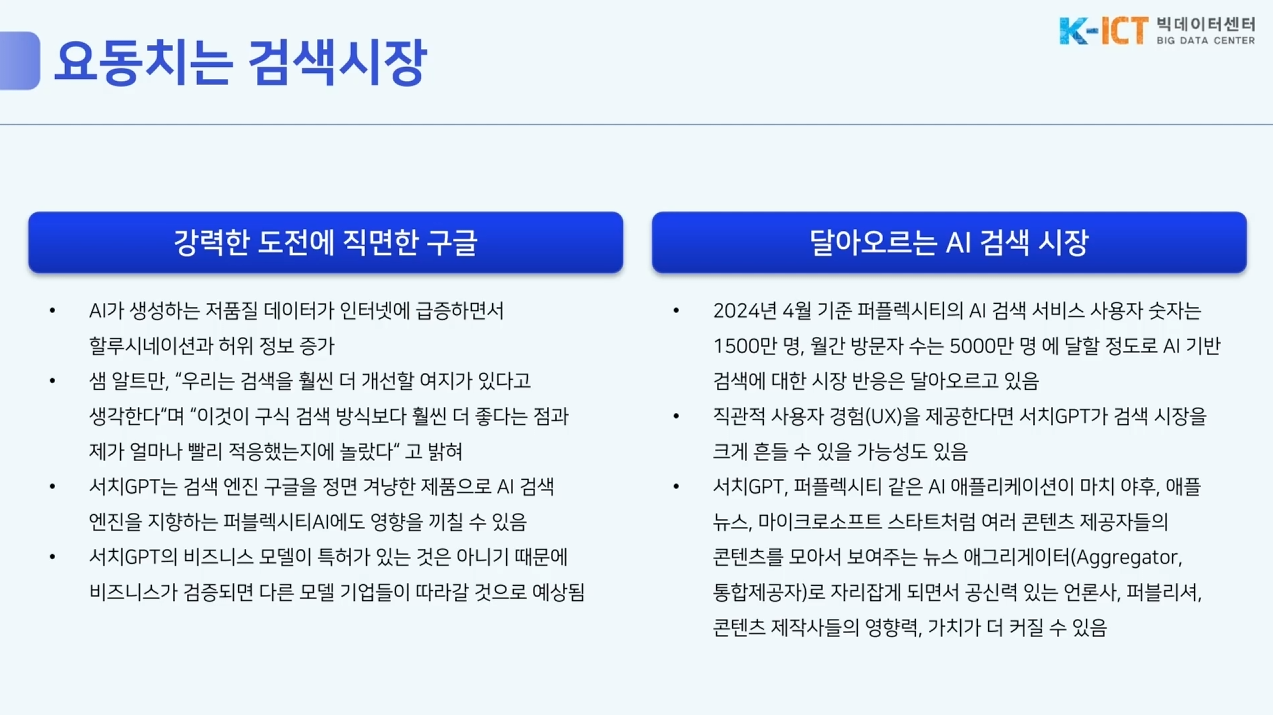 요동치는 검색시장
K-ICT 빅데이터센터
BIG DATA CENTER
강력한 도전에 직면한 구글
• AI가 생성하는 저품질 데이터가 인터넷에 급증하면서
할루시네이션과 허위 정보 증가
• 샘 알트만, “우리는 검색을 훨씬 더 개선할 여지가 있다고
생각한다“며 “이것이 구식 검색 방식보다 훨씬 더 좋다는 점과
제가 얼마나 빨리 적응했는지에 놀랐다“ 고 밝혀
• 서치GPT는 검색 엔진 구글을 정면 겨냥한 제품으로 AI 검색
엔진을 지향하는 퍼블렉시티AI에도 영향을 끼칠 수 있음
• 서치GPT의 비즈니스 모델이 특허가 있는 것은 아니기 때문에
비즈니스가 검증되면 다른 모델 기업들이 따라갈 것으로 예상됨
달아오르는 AI 검색 시장
• 2024년 4월 기준 퍼플렉시티의 AI 검색 서비스 사용자 숫자는
1500만 명, 월간 방문자 수는 5000만 명 에 달할 정도로 AI 기반
검색에 대한 시장 반응은 달아오르고 있음
• 직관적 사용자 경험(UX)을 제공한다면 서치GPT가 검색 시장을
크게 흔들 수 있을 가능성도 있음
• 서치GPT, 퍼플렉시티 같은 AI 애플리케이션이 마치 야후, 애플
뉴스, 마이크로소프트 스타트처럼 여러 콘텐츠 제공자들의
콘텐츠를 모아서 보여주는 뉴스 애그리게이터(Aggregator,
통합제공자)로 자리잡게 되면서 공신력 있는 언론사, 퍼블리셔,
콘텐츠 제작사들의 영향력, 가치가 더 커질 수 있음